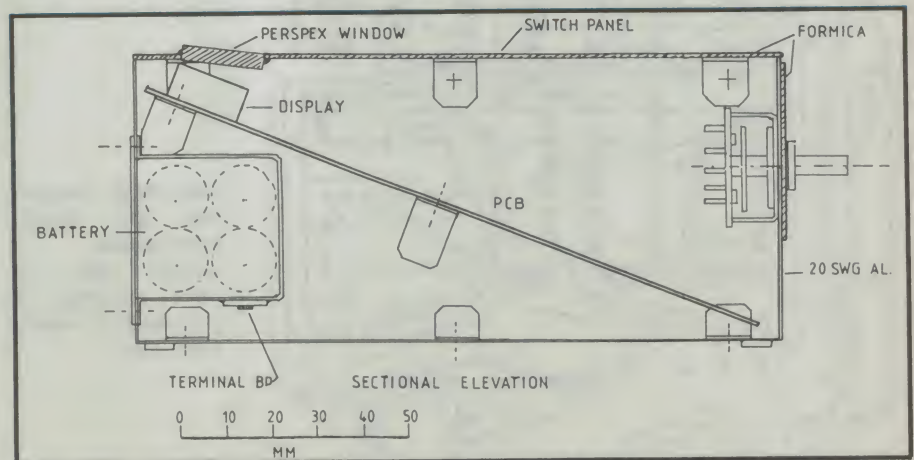 PERSPEX WINDOW
SWITCH PANEL
FORMICA
DISPLAY
PCB
BATTERY
20 SWG AL.
TERMINAL BD
SECTIONAL ELEVATION
0 10 20 30 40 50
MM